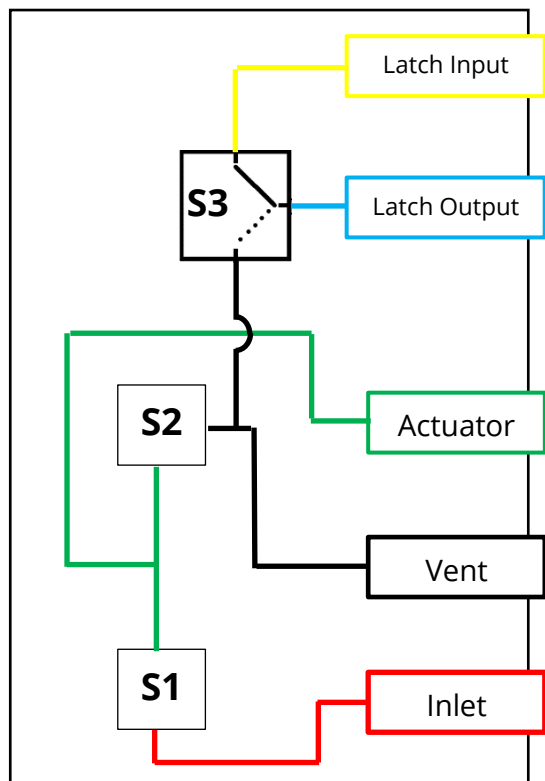 Latch Input
S3
Latch Output
S2
Actuator
Vent
S1
Inlet